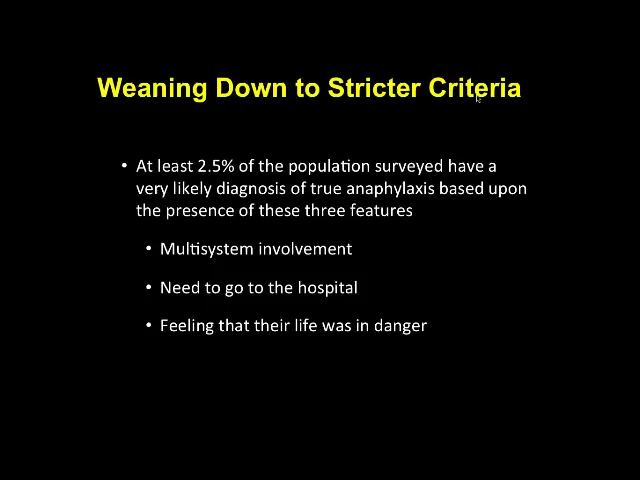 Weaning Down to Stricter Criteria
• At least 2.5% of the population surveyed have a
very likely diagnosis of true anaphylaxis based upon
the presence of these three features
• Multisystem involvement
• Need to go to the hospital
• Feeling that their life was in danger